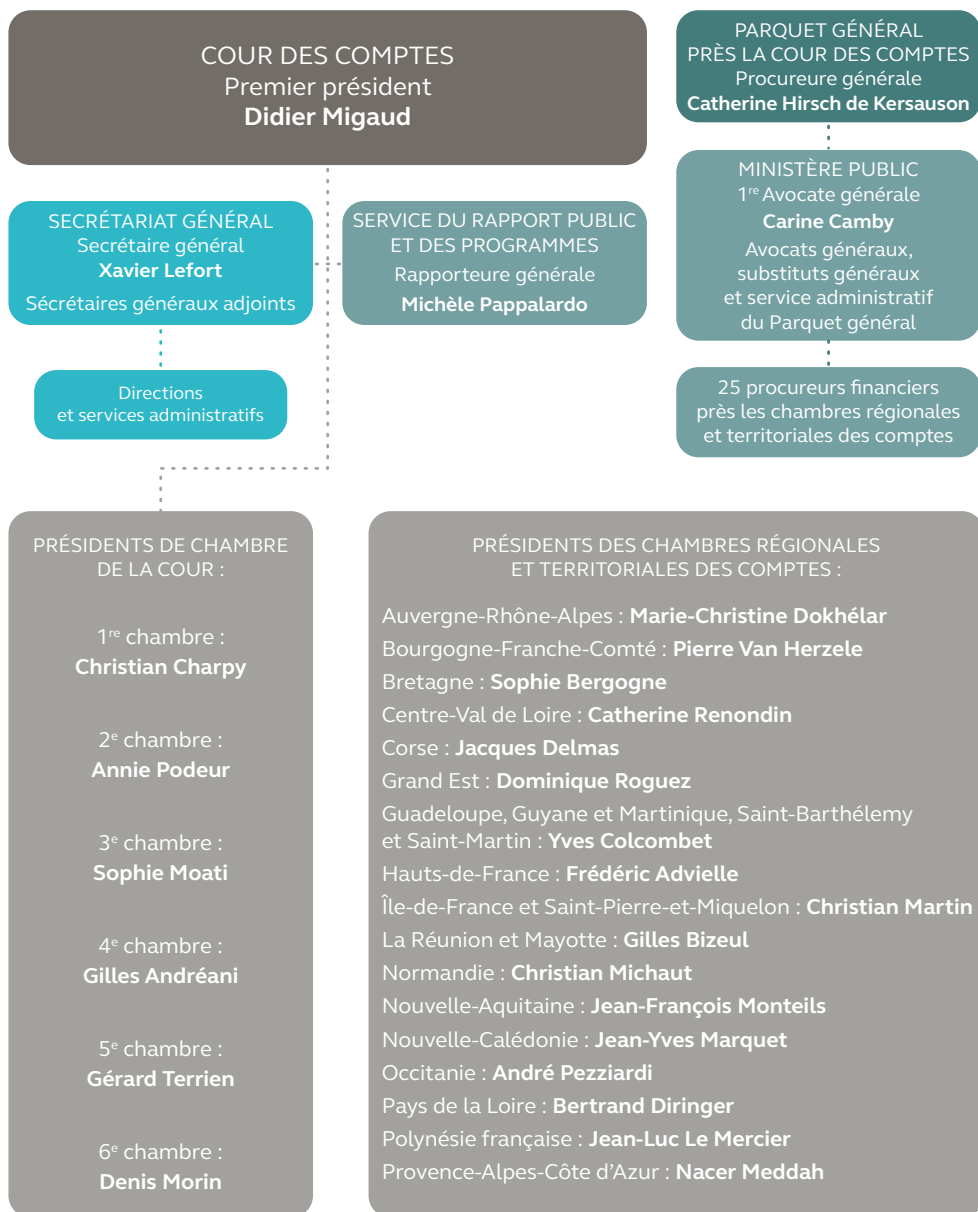 COUR DES COMPTES
Premier président
Didier Migaud
PARQUET GÉNÉRAL
PRÈS LA COUR DES COMPTES
Procureure générale
Catherine Hirsch de Kersauson
SECRÉTARIAT GÉNÉRAL
Secrétaire général
Xavier Lefort
Sécrétaires généraux adjoints
SERVICE DU RAPPORT PUBLIC
ET DES PROGRAMMES
Rapporteure générale
Michèle Pappalardo
MINISTÈRE PUBLIC
1re Avocate générale
Carine Camby
Avocats généraux,
substituts généraux
et service administratif
du Parquet général
Directions
et services administratifs
25 procureurs financiers
près les chambres régionales
et territoriales des comptes
PRÉSIDENTS DE CHAMBRE
DE LA COUR :
1re chambre :
Christian Charpy
2e chambre :
Annie Podeur
3e chambre :
Sophie Moati
4e chambre :
Gilles Andréani
5e chambre :
Gérard Terrien
6e chambre :
Denis Morin
PRÉSIDENTS DES CHAMBRES RÉGIONALES
ET TERRITORIALES DES COMPTES :
Auvergne-Rhône-Alpes : Marie-Christine Dokhélar
Bourgogne-Franche-Comté : Pierre Van Herzele
Bretagne : Sophie Bergogne
Centre-Val de Loire : Catherine Renondin
Corse : Jacques Delmas
Grand Est : Dominique Roguez
Guadeloupe, Guyane et Martinique, Saint-Barthélemy
et Saint-Martin : Yves Colcombet
Hauts-de-France : Frédéric Advielle
Île-de-France et Saint-Pierre-et-Miquelon : Christian Martin
La Réunion et Mayotte : Gilles Bizeul
Normandie : Christian Michaut
Nouvelle-Aquitaine : Jean-François Monteils
Nouvelle-Calédonie : Jean-Yves Marquet
Occitanie : André Pezziardi
Pays de la Loire : Bertrand Diringer
Polynésie française : Jean-Luc Le Mercier
Provence-Alpes-Côte d'Azur : Nacer Meddah